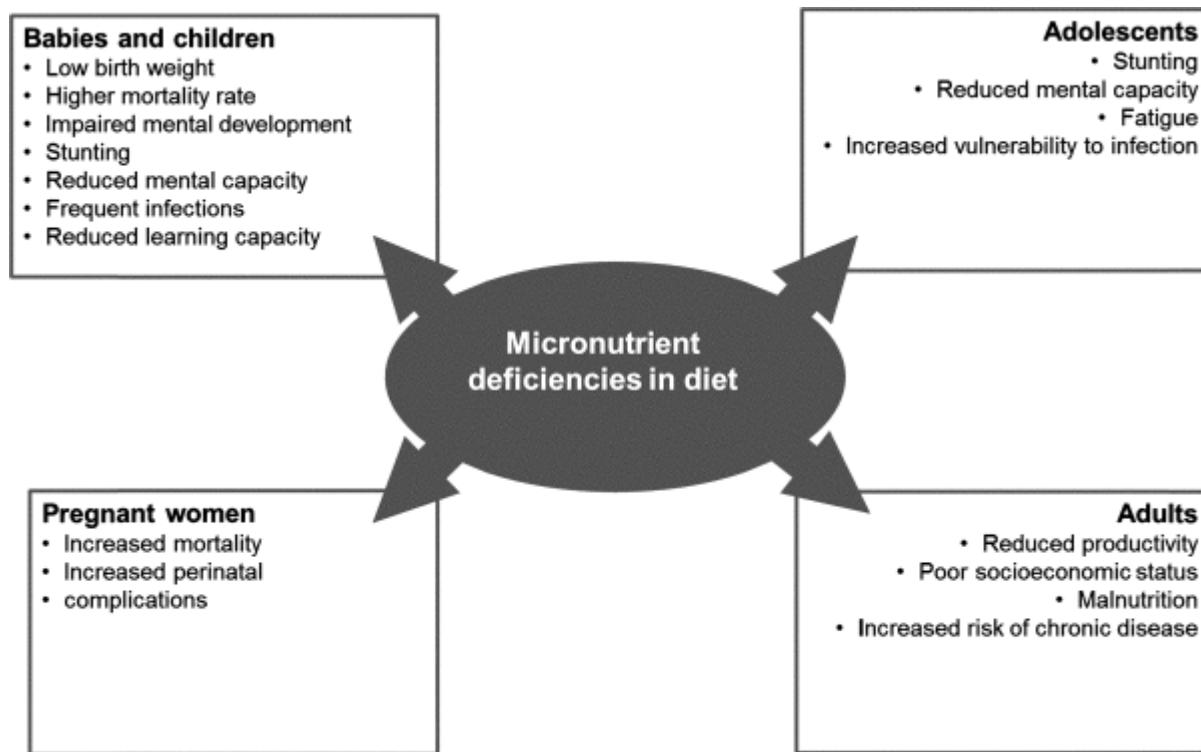 Babies and children
• Low birth weight
• Higher mortality rate
• Impaired mental development
• Stunting
• Reduced mental capacity
• Frequent infections
• Reduced learning capacity
Adolescents
• Stunting
• Reduced mental capacity
• Fatigue
• Increased vulnerability to infection
Micronutrient
deficiencies in diet
Pregnant women
• Increased mortality
• Increased perinatal
• complications
Adults
• Reduced productivity
• Poor socioeconomic status
• Malnutrition
• Increased risk of chronic disease